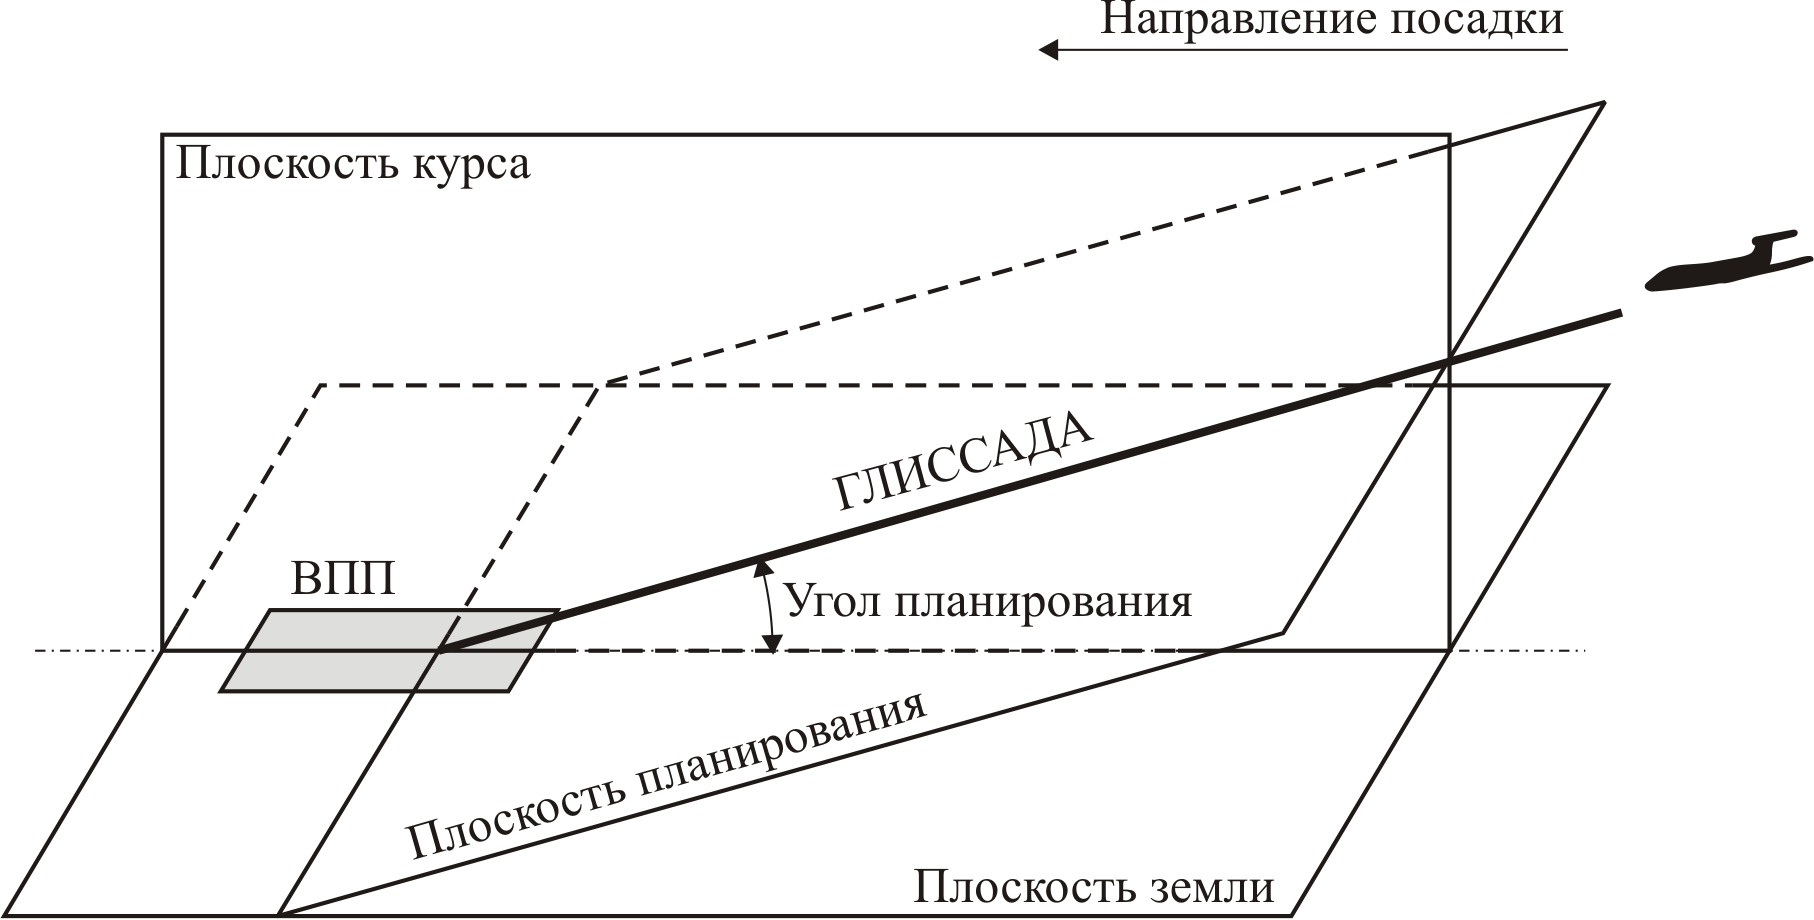 Направление посадки
Плоскость курса
ГЛИССАДА
ВПП
Угол планирования
Плоскость планирования
Плоскость земли